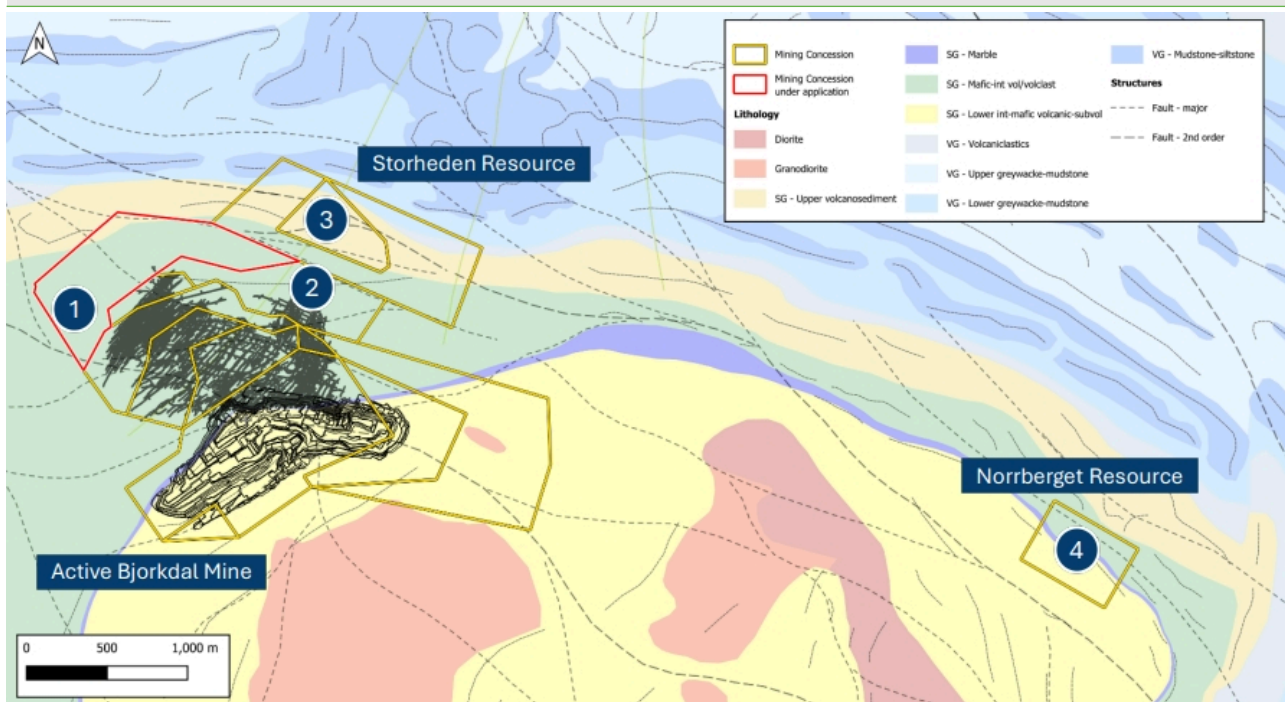 N
Mining Concession
Mining Concession
under application
Lithology
Diorite
Granodiorite
SG - Upper volcanosediment
SG - Marble
SG - Mafic-int vol/volclast
SG - Lower int-mafic volcanic-subvol
VG - Volcaniclastics
VG - Upper greywacke-mudstone
VG - Lower greywacke-mudstone
VG - Mudstone-siltstone
Structures
Fault - major
Fault - 2nd order
Storheden Resource
3
2
1
Norrberget Resource
4
Active Bjorkdal Mine
0 500 1,000 m